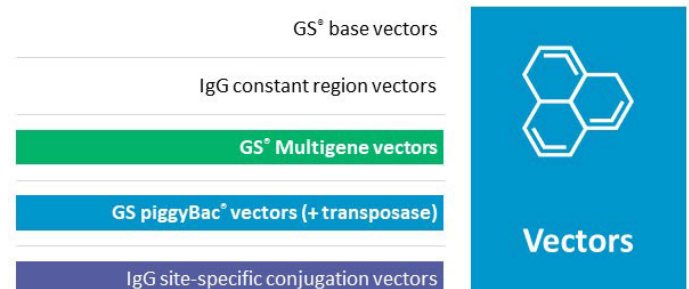 GS® base vectors
IgG constant region vectors
GS® Multigene vectors
GS piggyBac® vectors (+ transposase)
IgG site-specific conjugation vectors
Vectors